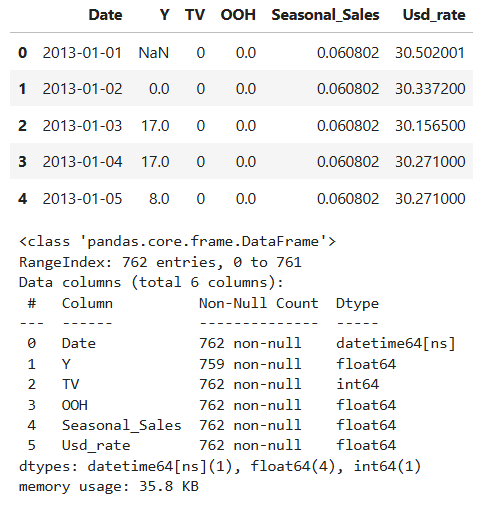 Date Y TV OOH Seasonal_Sales Usd_rate
0 2013-01-01 NaN 0 0.0 0.060802 30.502001
1 2013-01-02 0.0 0 0.0 0.060802 30.337200
2 2013-01-03 17.0 0 0.0 0.060802 30.156500
3 2013-01-04 17.0 0 0.0 0.060802 30.271000
4 2013-01-05 8.0 0 0.0 0.060802 30.271000
<class 'pandas.core.frame.DataFrame'>
RangeIndex: 762 entries, 0 to 761
Data columns (total 6 columns):
#   Column          Non-Null Count  Dtype
---  ------          --------------  -----
0   Date            762 non-null    datetime64[ns]
1   Y               759 non-null    float64
2   TV              762 non-null    int64
3   OOH             762 non-null    float64
4   Seasonal_Sales  762 non-null    float64
5   Usd_rate        762 non-null    float64
dtypes: datetime64[ns](1), float64(4), int64(1)
memory usage: 35.8 KB